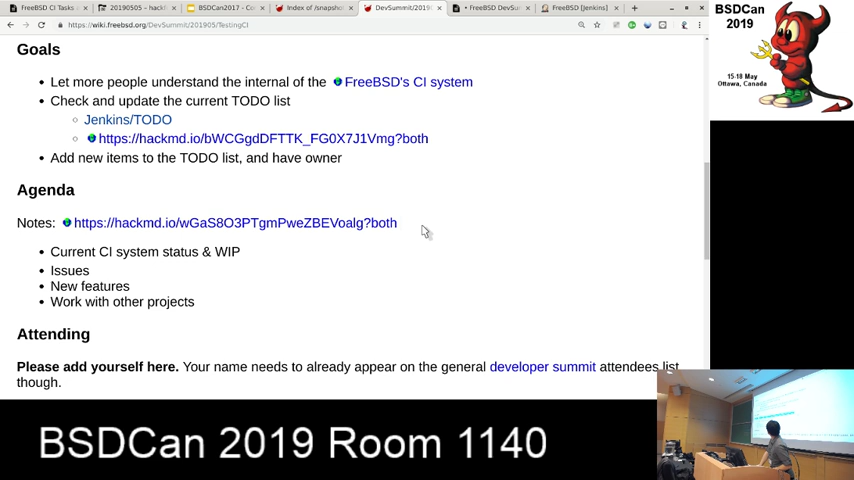 FreeBSD CI Tasks a
20190505 – hackf
BSDCan2017 - Co
Index of /snapshot
DevSummit/2019
• FreeBSD DevSu
FreeBSD [Jenkins]
https://wiki.freebsd.org/DevSummit/201905/TestingCI
Goals
• Let more people understand the internal of the FreeBSD's CI system
• Check and update the current TODO list
Jenkins/TODO
https://hackmd.io/bWCGgdDFTTK_FG0X7J1Vmg?both
• Add new items to the TODO list, and have owner
Agenda
Notes: https://hackmd.io/wGaS8O3PTgmPweZBEVoalg?both
• Current CI system status & WIP
• Issues
• New features
• Work with other projects
Attending
Please add yourself here. Your name needs to already appear on the general developer summit attendees list
though.
BSDCan
2019
15-18 May
Ottawa, Canada
BSDCan 2019 Room 1140